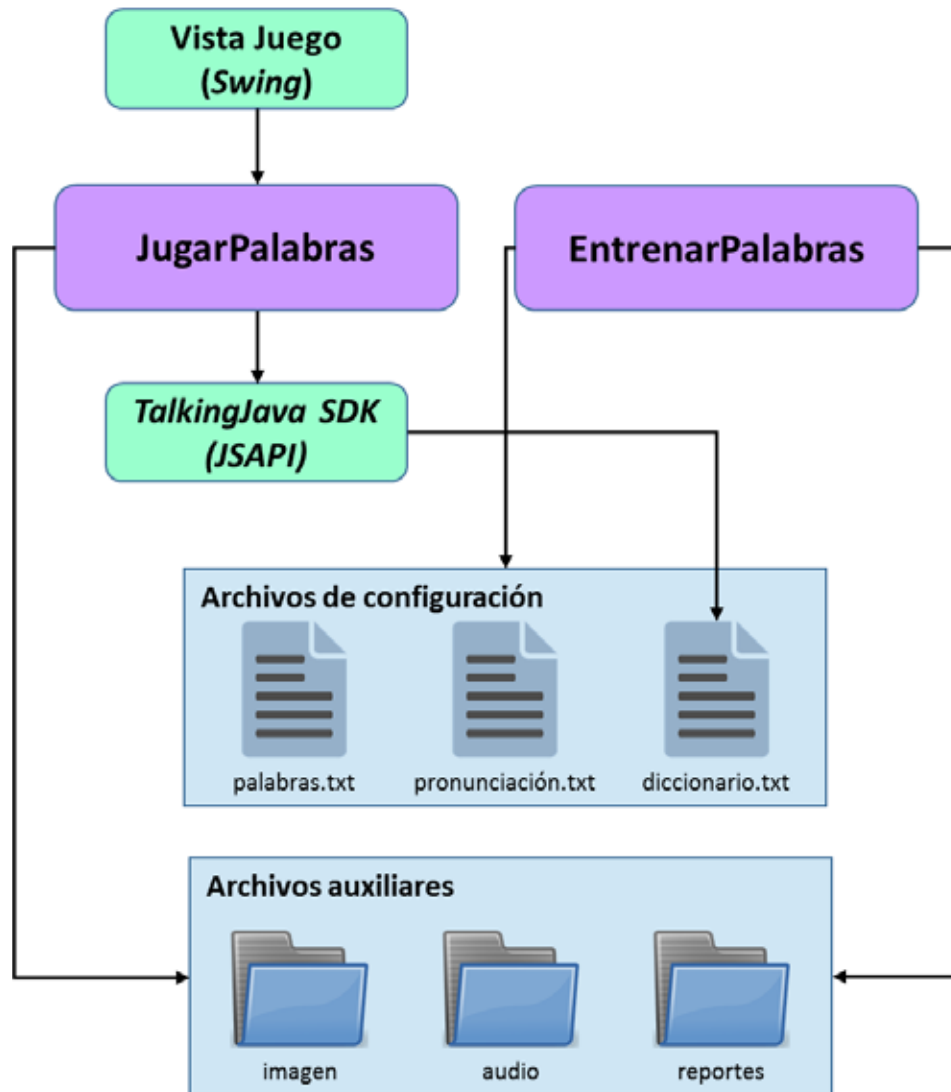 Vista Juego
(Swing)
JugarPalabras
EntrenarPalabras
TalkingJava SDK
(JSAPI)
Archivos de configuración
palabras.txt
pronunciación.txt
diccionario.txt
Archivos auxiliares
imagen
audio
reportes